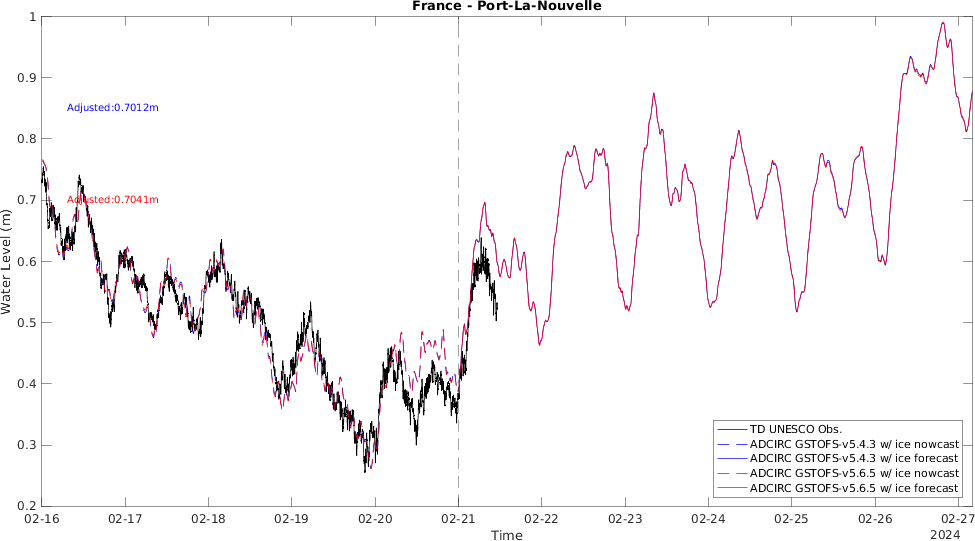 France - Port-La-Nouvelle
1
0.9
0.8
0.7
0.6
0.5
0.4
0.3
0.2
Water Level (m)
Adjusted:0.7012m
Adjusted:0.7041m
TD UNESCO Obs.
ADCIRC GSTOFS-v5.4.3 w/ ice nowcast
ADCIRC GSTOFS-v5.4.3 w/ ice forecast
ADCIRC GSTOFS-v5.6.5 w/ ice nowcast
ADCIRC GSTOFS-v5.6.5 w/ ice forecast
02-16 02-17 02-18 02-19 02-20 02-21 02-22 02-23 02-24 02-25 02-26 02-27
Time
2024